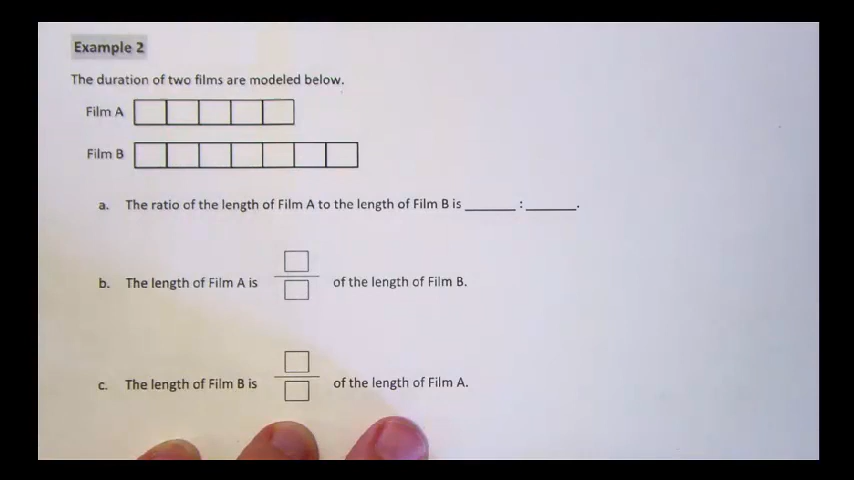 Example 2
The duration of two films are modeled below.
Film A
Film B
a. The ratio of the length of Film A to the length of Film B is ______ : ______.
b. The length of Film A is □/□ of the length of Film B.
c. The length of Film B is □/□ of the length of Film A.